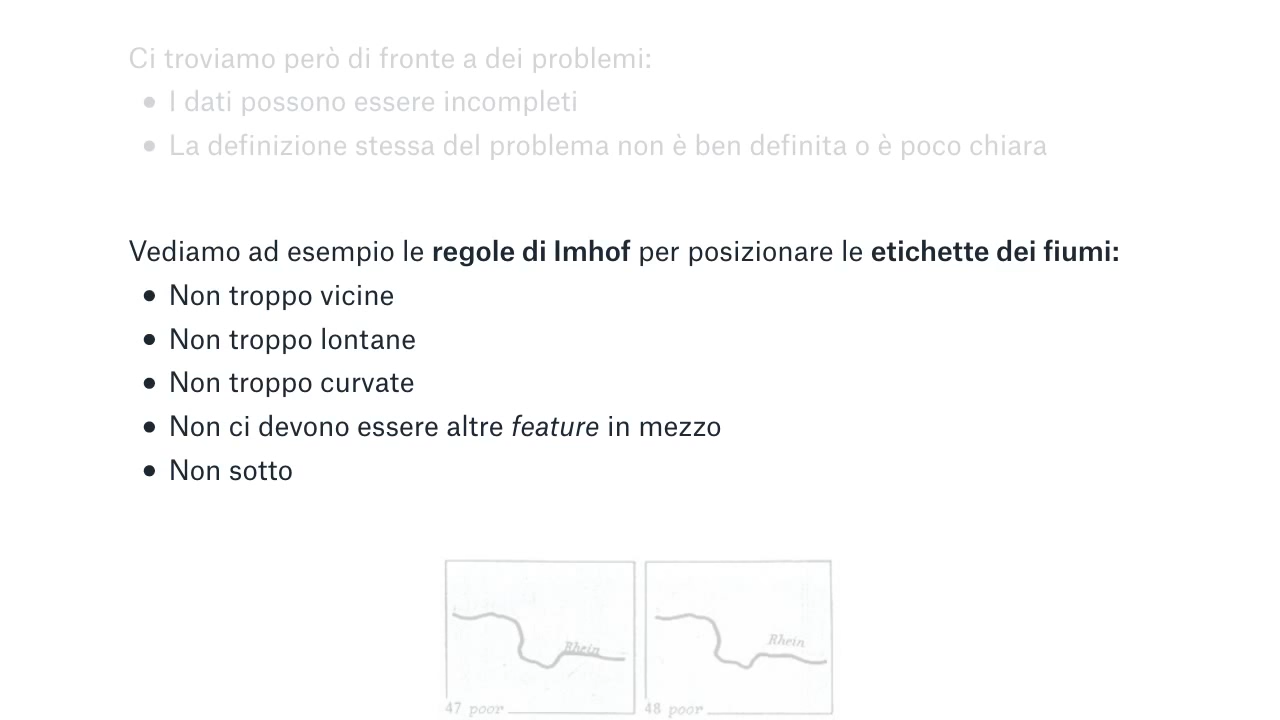 Ci troviamo però di fronte a dei problemi:
● I dati possono essere incompleti
● La definizione stessa del problema non è ben definita o è poco chiara
Vediamo ad esempio le regole di Imhof per posizionare le etichette dei fiumi:
● Non troppo vicine
● Non troppo lontane
● Non troppo curvate
● Non ci devono essere altre feature in mezzo
● Non sotto
Rhein
Rhein
47 poor
48 poor